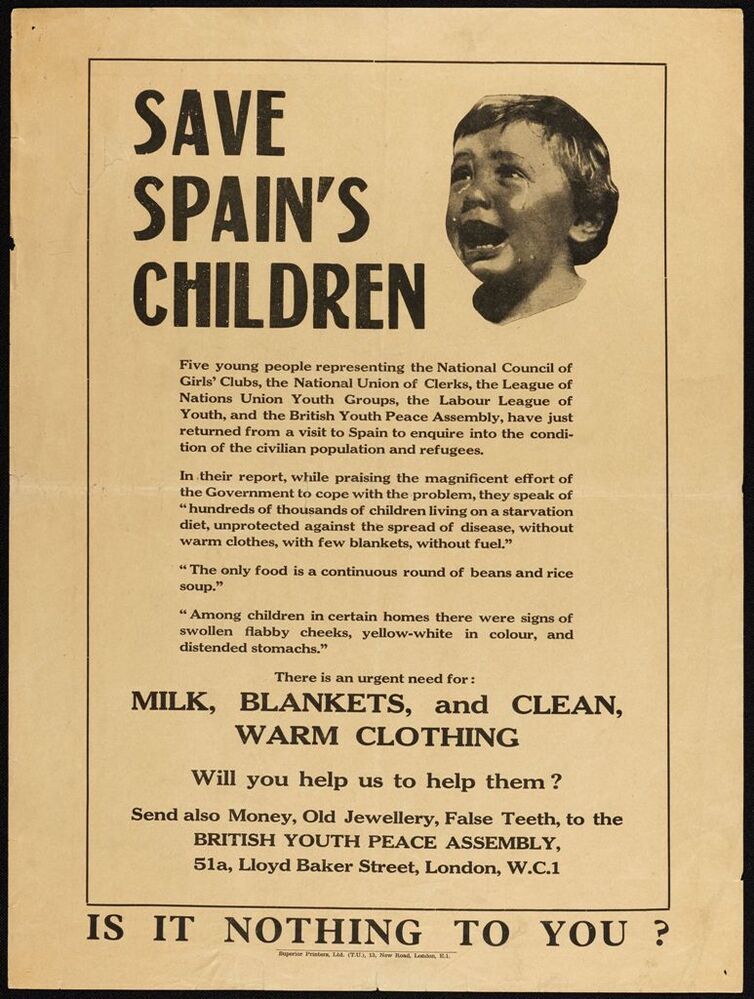 SAVE
SPAIN'S
CHILDREN
Five young people representing the National Council of
Girls' Clubs, the National Union of Clerks, the League of
Nations Union Youth Groups, the Labour League of
Youth, and the British Youth Peace Assembly, have just
returned from a visit to Spain to enquire into the condi-
tion of the civilian population and refugees.
In their report, while praising the magnificent effort of
the Government to cope with the problem, they speak of
"hundreds of thousands of children living on a starvation
diet, unprotected against the spread of disease, without
warm clothes, with few blankets, without fuel."
"The only food is a continuous round of beans and rice
soup."
"Among children in certain homes there were signs of
swollen flabby cheeks, yellow-white in colour, and
distended stomachs."
There is an urgent need for:
MILK, BLANKETS, and CLEAN,
WARM CLOTHING
Will you help us to help them?
Send also Money, Old Jewellery, False Teeth, to the
BRITISH YOUTH PEACE ASSEMBLY,
51a, Lloyd Baker Street, London, W.C.1
IS IT NOTHING TO YOU?
Superior Printers, Ltd. (T.U.), 13, New Road, London, E.1.